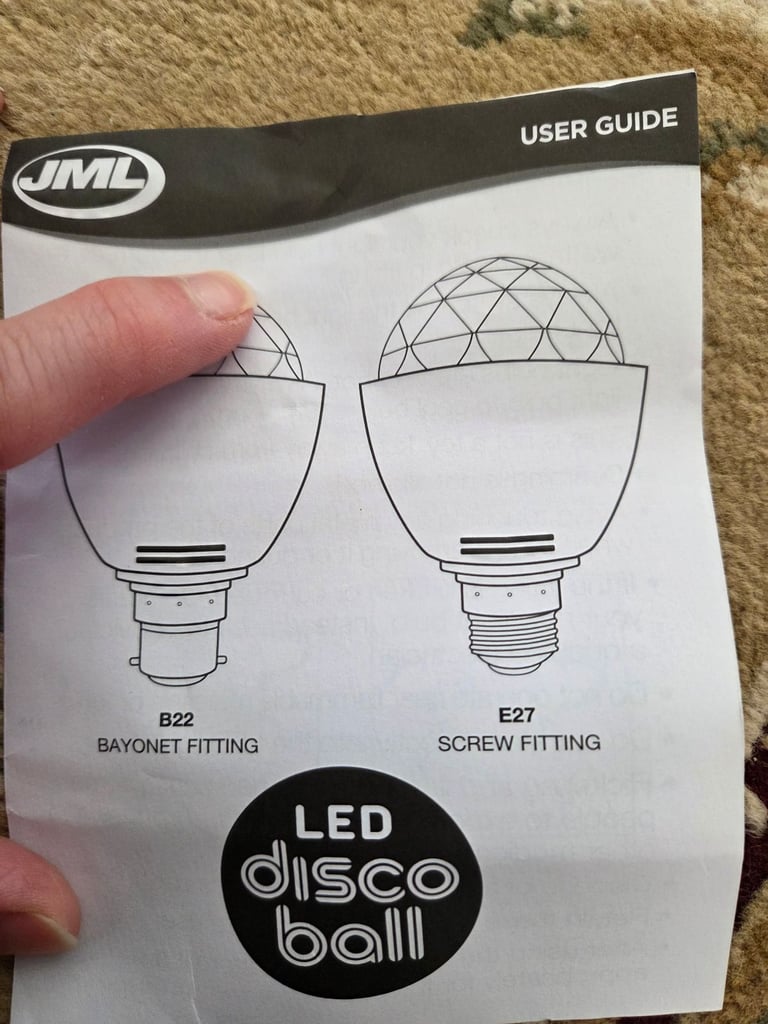 JML
USER GUIDE
B22
BAYONET FITTING
E27
SCREW FITTING
LED
disco
ball